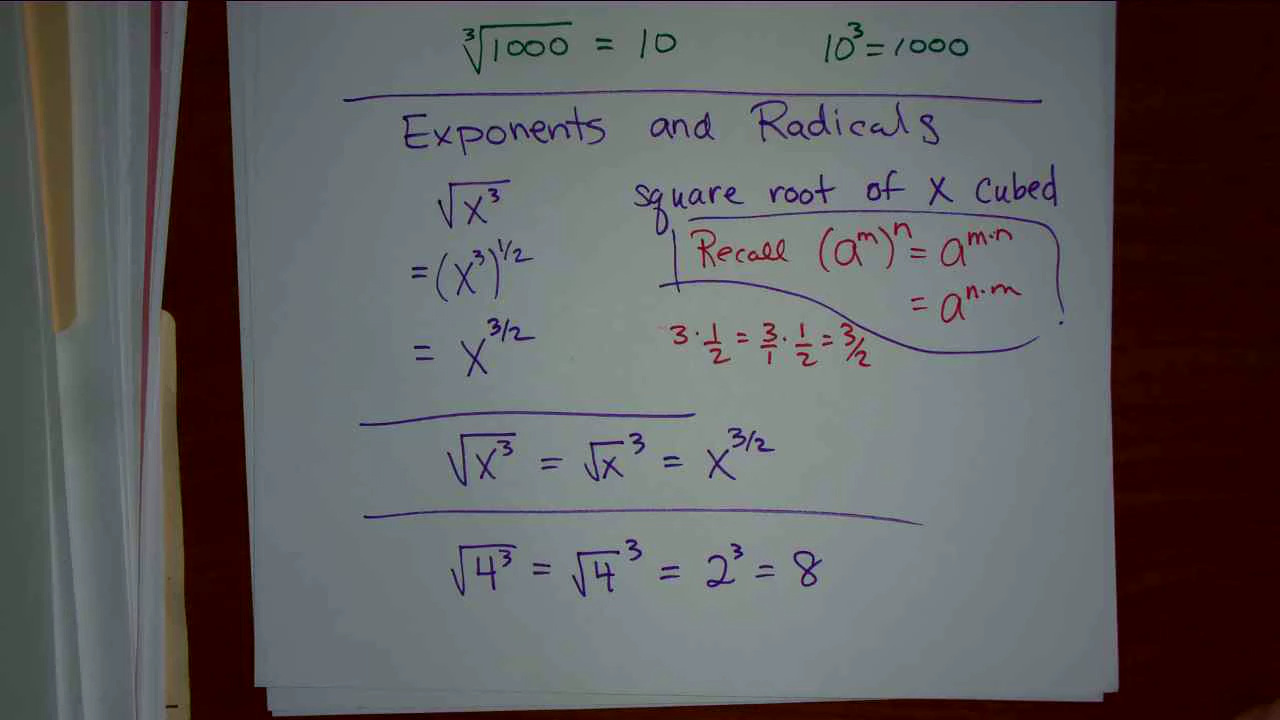 ∛1000 = 10 10³ = 1000
Exponents and Radicals
√x³ square root of x cubed
= (x³)^1/2 Recall (a^m)^n = a^m·n
= a^n·m
= x^3/2 3 · 1/2 = 3/1 · 1/2 = 3/2
√x³ = √x ³ = x^3/2
√4³ = √4 ³ = 2³ = 8